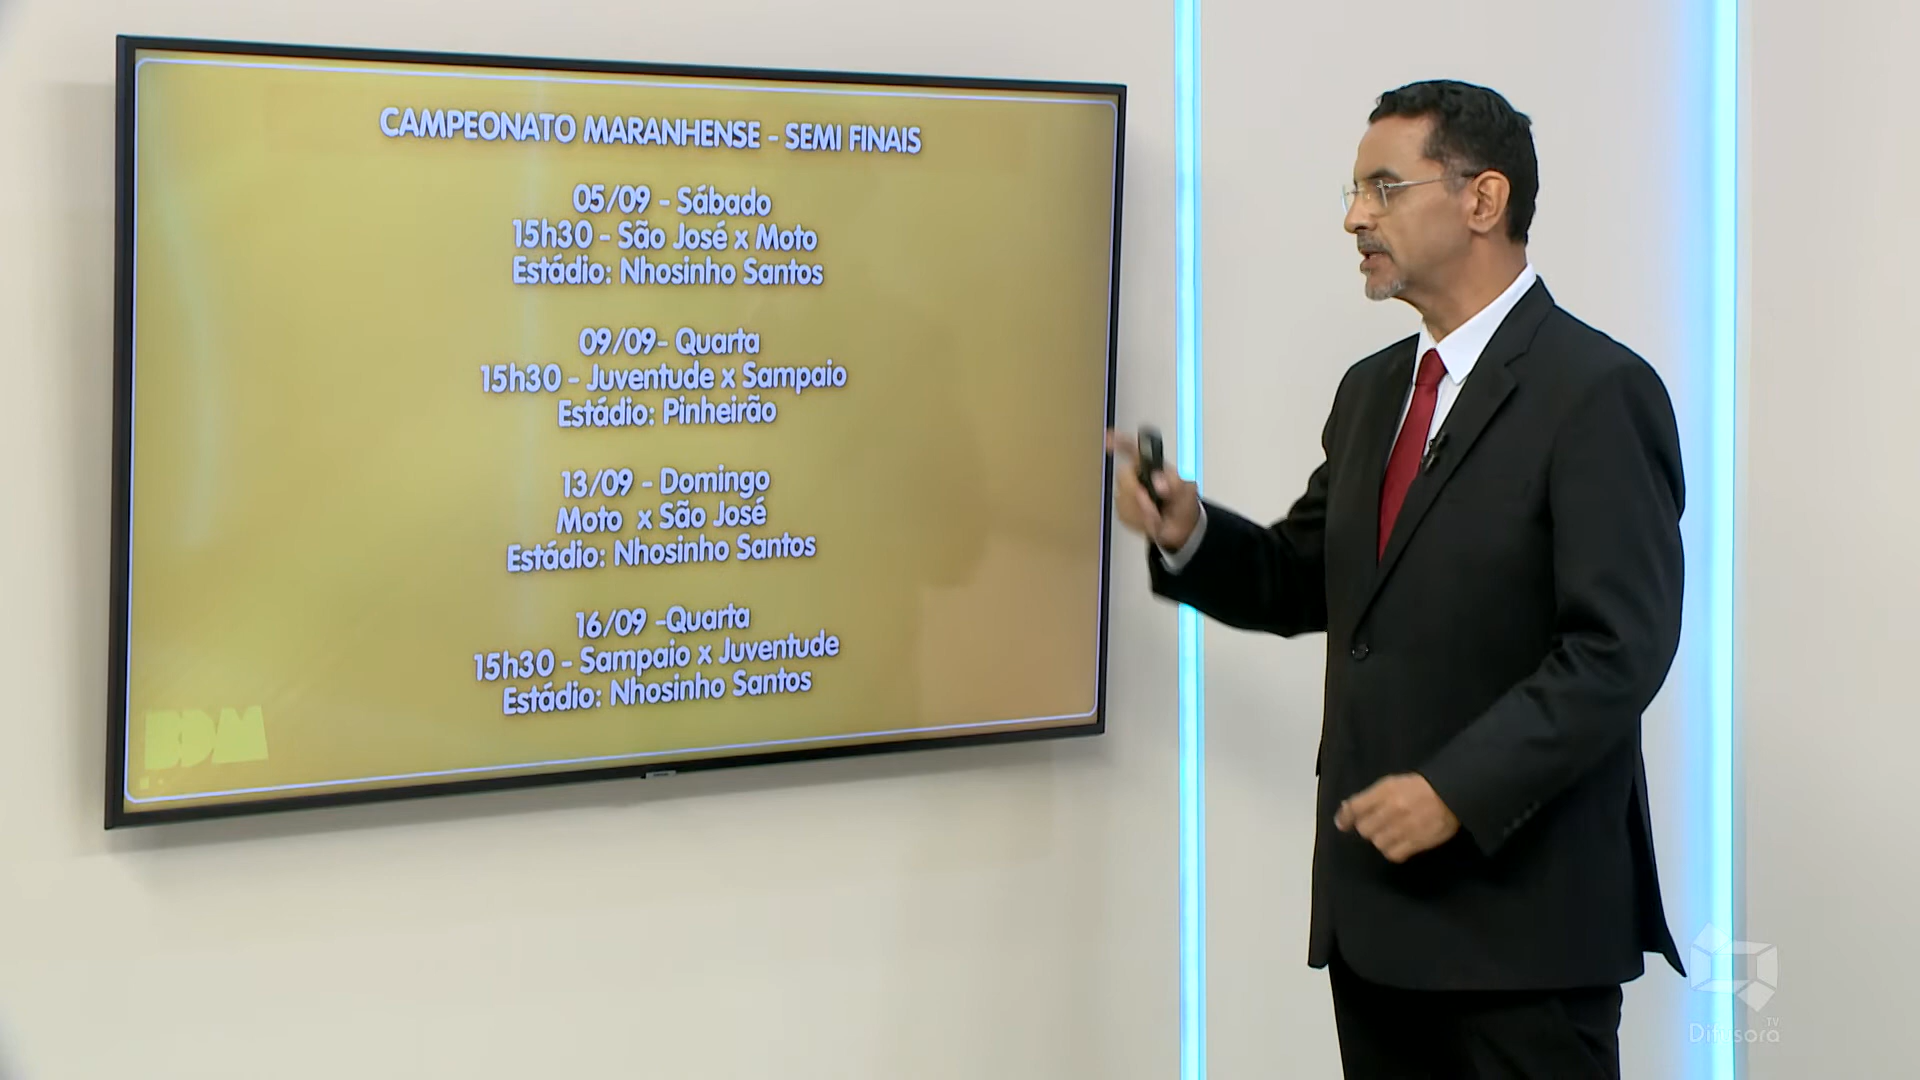 CAMPEONATO MARANHENSE - SEMI FINAIS
05/09 - Sábado
15h30 - São José x Moto
Estádio: Nhosinho Santos
09/09- Quarta
15h30 - Juventude x Sampaio
Estádio: Pinheirão
13/09 - Domingo
Moto x São José
Estádio: Nhosinho Santos
16/09 -Quarta
15h30 - Sampaio x Juventude
Estádio: Nhosinho Santos
BDM
TV
Difusora